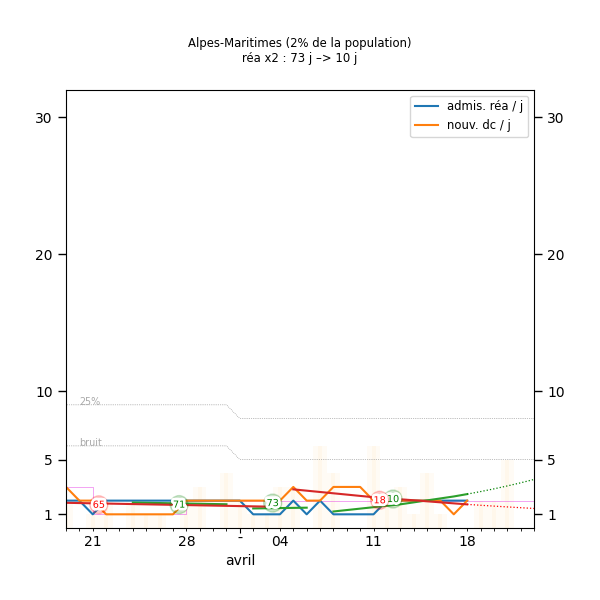 Alpes-Maritimes (2% de la population)
réa x2 : 73 j –> 10 j
admis. réa / j
nouv. dc / j
30 30
20 20
10 10
25%
bruit
5 5
1 1
65 71 73 18 10
21 28 - 04 11 18
avril